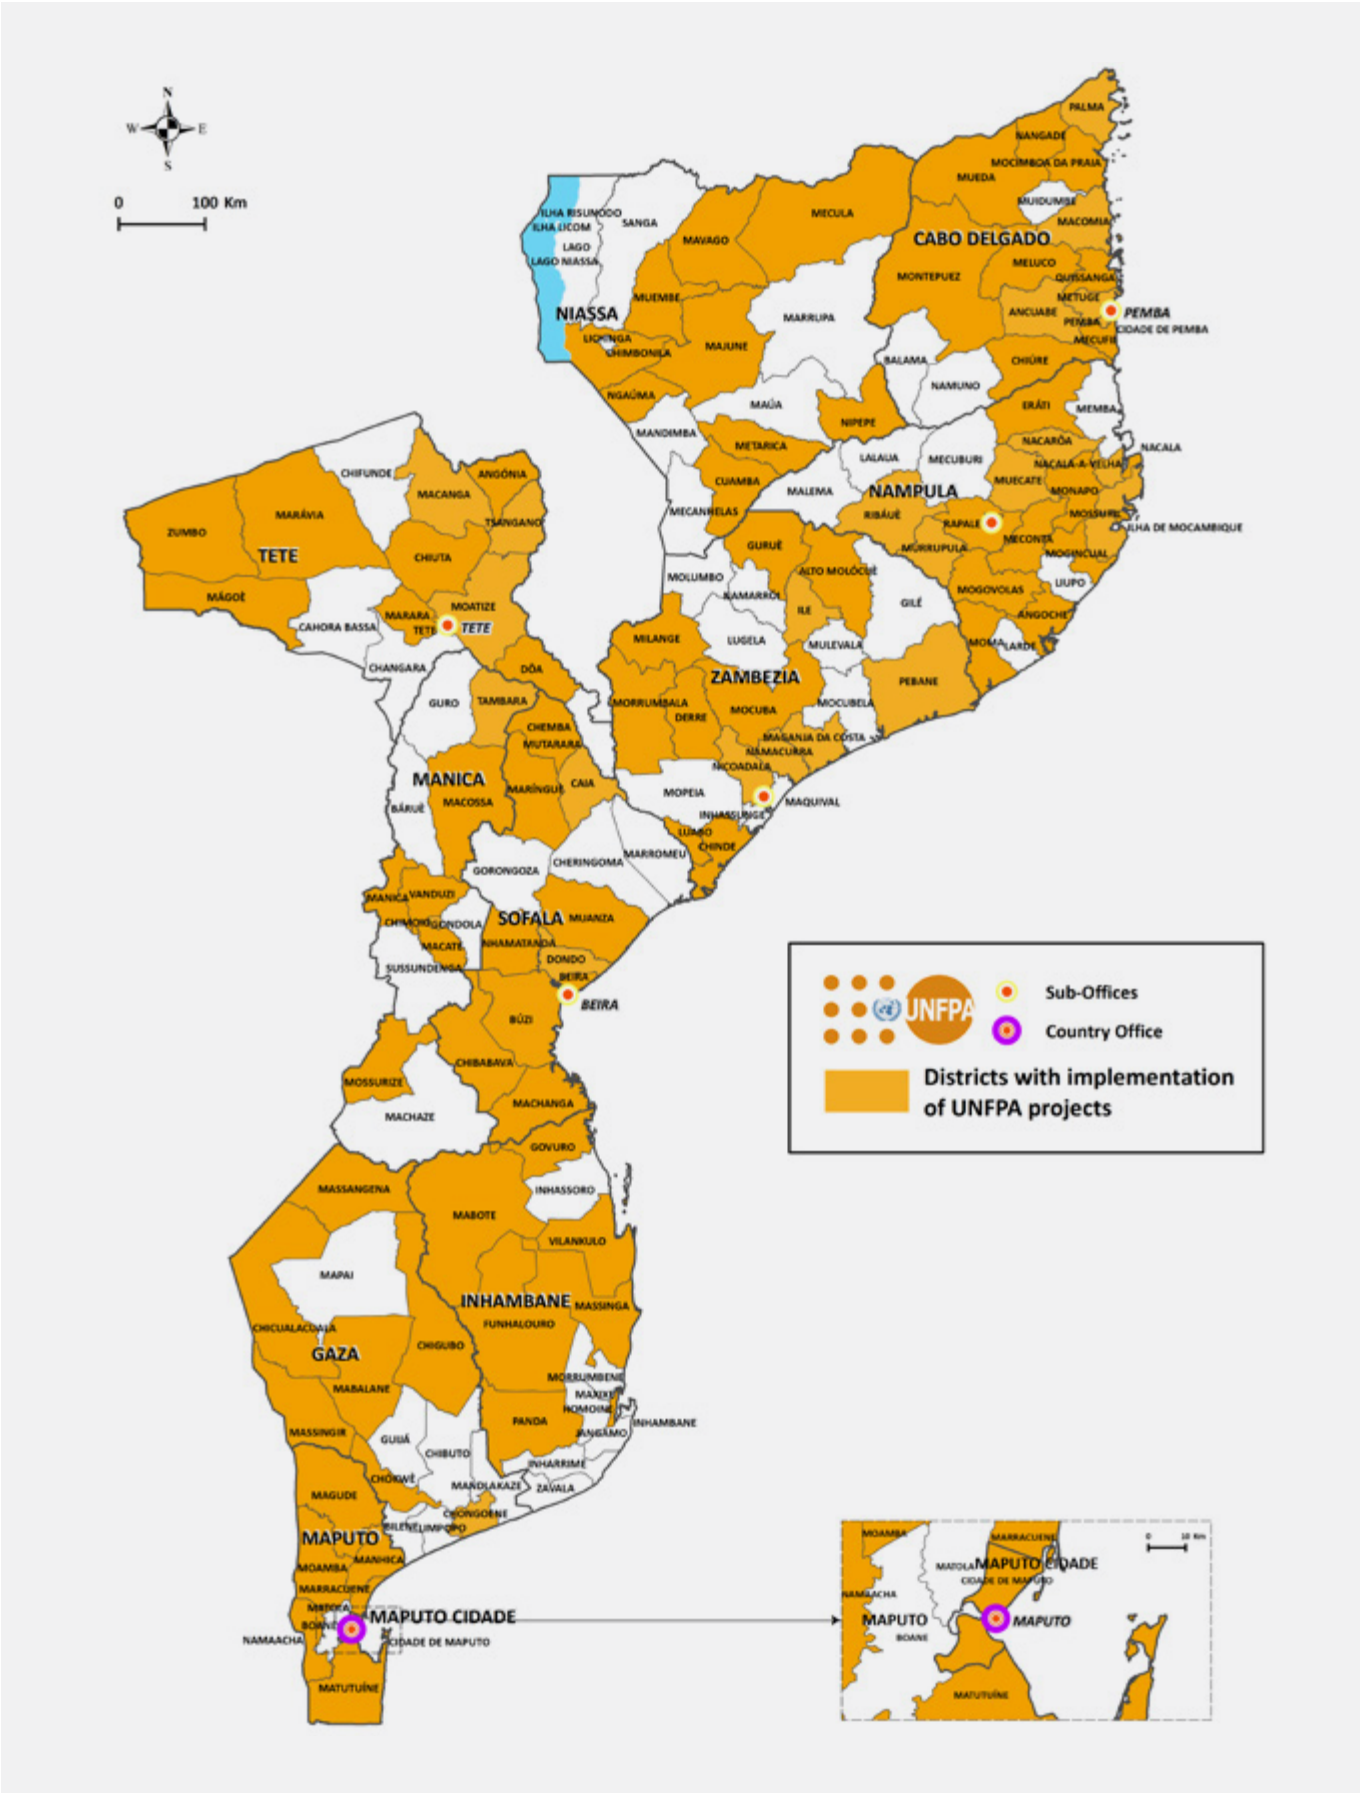 N
W
E
S
0
100 Km
PALMA
NANGADE
MOCIMBOA DA PRAIA
MUEDA
MUIDUMBE
MACOMIA
CABO DELGADO
MELUCO
MONTEPUEZ
QUISSANGA
METUGE
ANCUABE
PEMBA
PEMBA
CIDADE DE PEMBA
MECUFI
CHIÚRE
BALAMA
NAMUNO
ILHA RISUNODO
ILHA LICOM
SANGA
LAGO
LAGO NIASSA
MAVAGO
MECULA
MUEMBE
NIASSA
MARRUPA
LICHINGA
CHIMBONILA
MAJUNE
NGAÚMA
MAÚA
MANDIMBA
NIPEPE
METARICA
CUAMBA
MECANHELAS
ERÁTI
MEMBA
NACARÔA
NACALA
LALAUA
MECUBURI
NACALA-A-VELHA
MUECATE
MONAPO
MALEMA
NAMPULA
RIBÁUÈ
RAPALE
MOSSURIL
ILHA DE MOCAMBIQUE
MECONTA
MURRUPULA
MOGINCUAL
LIUPO
MOGOVOLAS
ANGOCHE
MOMA
LARDE
CHIFUNDE
MACANGA
ANGÓNIA
TSANGANO
ZUMBO
MARÁVIA
TETE
CHIUTA
MÁGOÈ
MOATIZE
MARARA
TETE
TETE
CAHORA BASSA
CHANGARA
DÔA
GURUÈ
ALTO MOLÓCUÈ
MOLUMBO
NAMARRÓI
ILE
GILÉ
MILANGE
LUGELA
MULEVALA
ZAMBEZIA
PEBANE
MORRUMBALA
DERRE
MOCUBA
MOCUBELA
MAGANJA DA COSTA
NAMACURRA
NICOADALA
MOPEIA
MAQUIVAL
INHASSUNGE
LUABO
CHINDE
GURO
TAMBARA
CHEMBA
MUTARARA
MANICA
MACOSSA
MARÍNGUÈ
CAIA
BÁRUÈ
GORONGOZA
CHERINGOMA
MARROMEU
MANICA
VANDUZI
CHIMOIO
GONDOLA
SOFALA
MUANZA
MACATE
NHAMATANDA
SUSSUNDENGA
DONDO
BEIRA
BEIRA
BÚZI
CHIBABAVA
MOSSURIZE
MACHAZE
MACHANGA
UNFPA
Sub-Offices
Country Office
Districts with implementation
of UNFPA projects
GOVURO
MASSANGENA
INHASSORO
MABOTE
VILANKULO
MAPAI
INHAMBANE
MASSINGA
FUNHALOURO
CHICUALACUALA
CHIGUBO
GAZA
MABALANE
MORRUMBENE
MAXIXE
HOMOINE
PANDA
INHAMBANE
JANGAMO
MASSINGIR
GUIJÁ
CHIBUTO
INHARRIME
CHÓKWÈ
MANDLAKAZE
ZAVALA
MAGUDE
CHONGOENE
BILENE
LIMPOPO
MAPUTO
MANHICA
MOAMBA
MARRACUENE
MATOLA
BOANE
MAPUTO CIDADE
NAMAACHA
CIDADE DE MAPUTO
MATUTUÍNE
MOAMBA
MARRACUENE
0
10 Km
MATOLA
MAPUTO CIDADE
CIDADE DE MAPUTO
NAMAACHA
MAPUTO
MAPUTO
BOANE
MATUTUÍNE